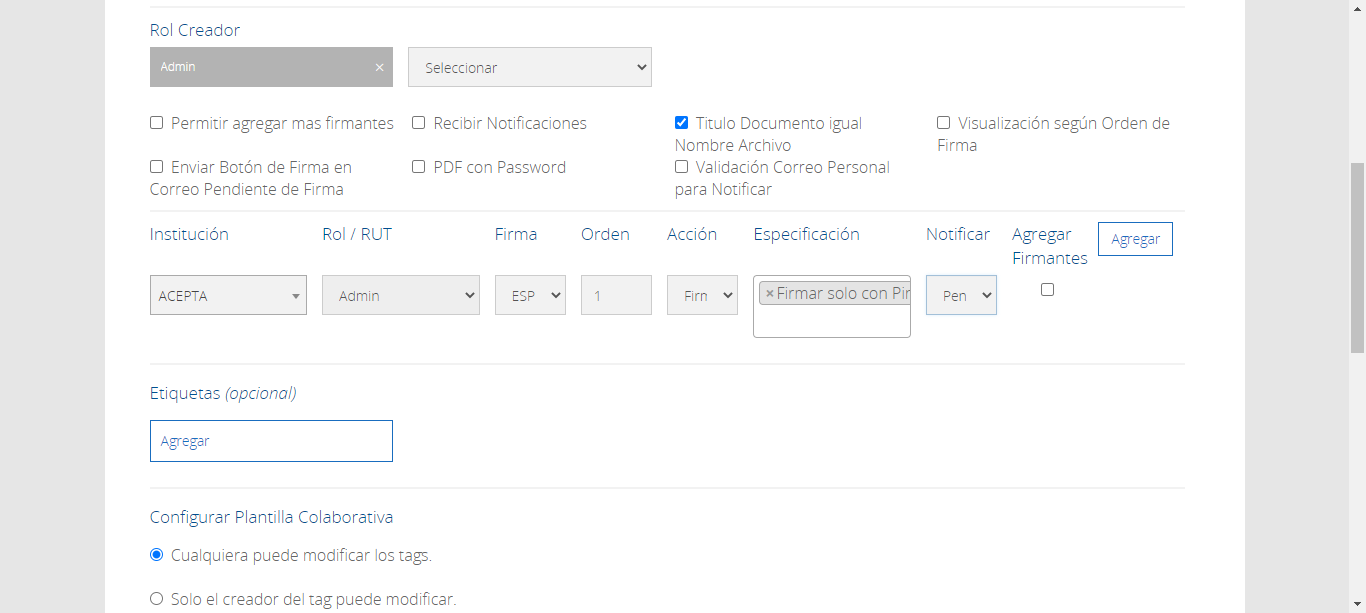 Rol Creador
Admin ×
Seleccionar
Permitir agregar mas firmantes
Recibir Notificaciones
Titulo Documento igual
Nombre Archivo
Visualización según Orden de
Firma
Enviar Botón de Firma en
Correo Pendiente de Firma
PDF con Password
Validación Correo Personal
para Notificar
Institución
Rol / RUT
Firma
Orden
Acción
Especificación
Notificar
Agregar
Firmantes
Agregar
ACEPTA
Admin
ESP
1
Firn
×Firmar solo con Pin
Pen
Etiquetas (opcional)
Agregar
Configurar Plantilla Colaborativa
Cualquiera puede modificar los tags.
Solo el creador del tag puede modificar.